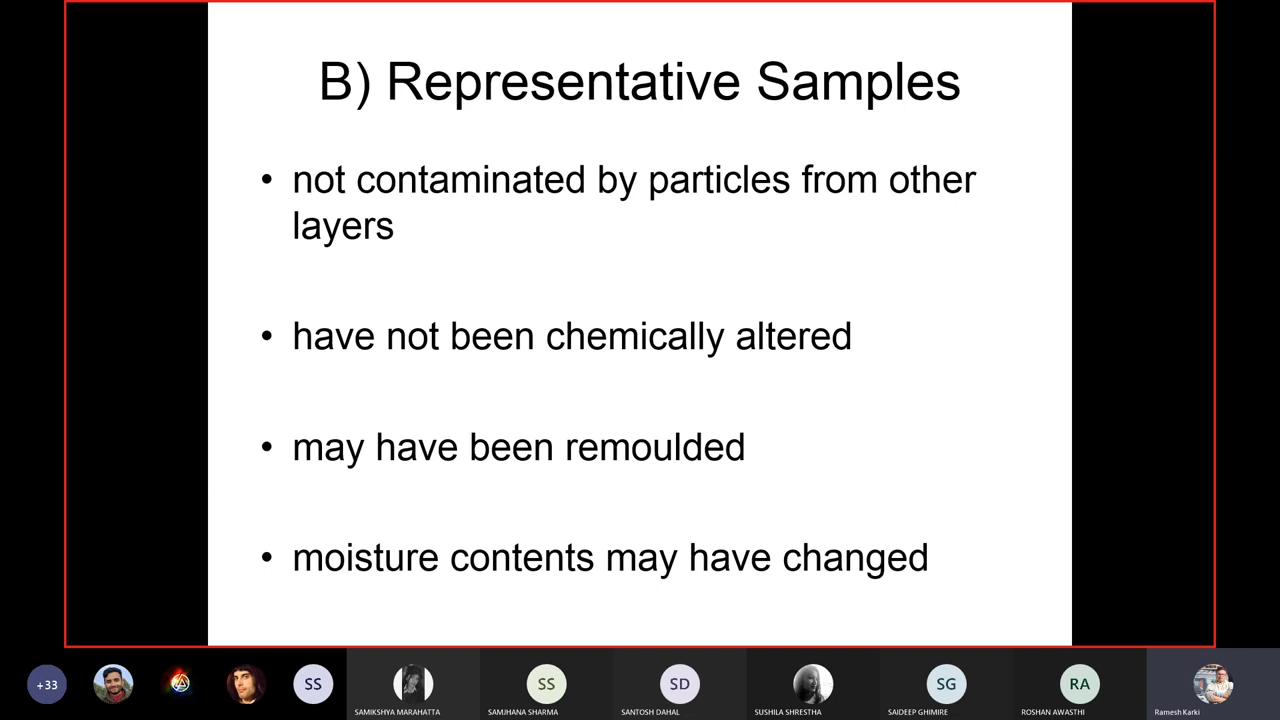 B) Representative Samples
• not contaminated by particles from other
layers
• have not been chemically altered
• may have been remoulded
• moisture contents may have changed
+33
SS
SS
SD
SG
RA
SAMIKSHYA MARAHATTA
SAMJHANA SHARMA
SANTOSH DAHAL
SUSHILA SHRESTHA
SAIDEEP GHIMIRE
ROSHAN AWASTHI
Ramesh Karki